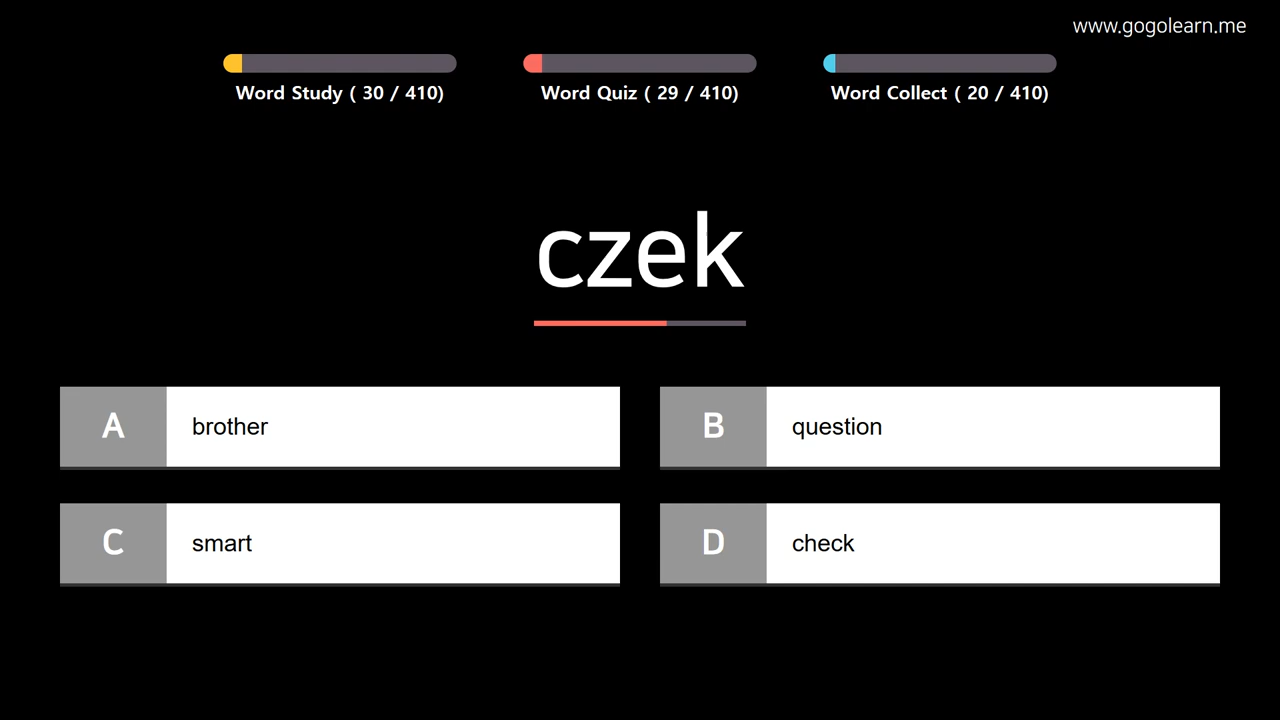 www.gogolearn.me
Word Study ( 30 / 410)
Word Quiz ( 29 / 410)
Word Collect ( 20 / 410)
czek
A brother
B question
C smart
D check